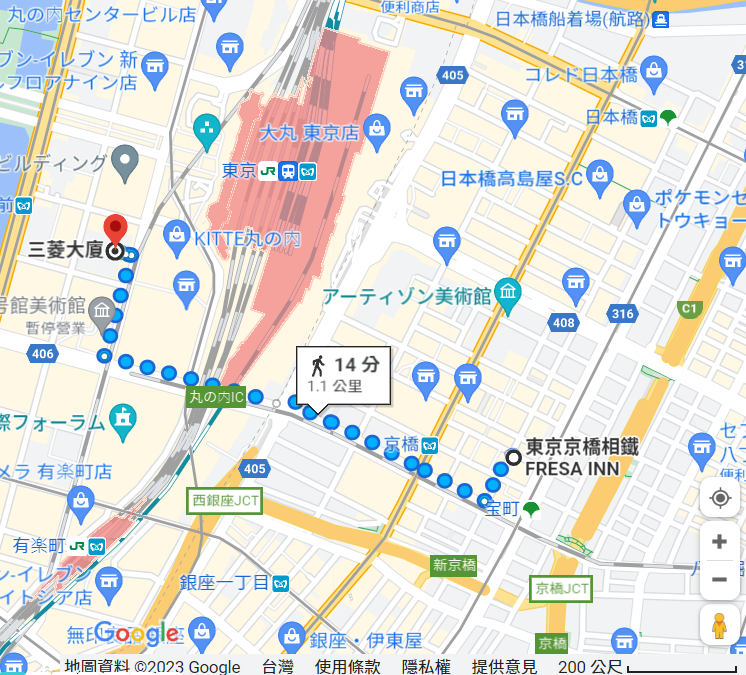 丸の内センタービル店
便利商店
日本橋船着場(航路)
ブン-イレブン 新
ルフロアナイン店
405
コレド日本橋
日本橋
大丸 東京店
ビルディング
東京
JR
日本橋高島屋S.C
ポケモンセ
トウキョー
前
三菱大廈
KITTE丸の内
アーティゾン美術館
号館美術館
暫停營業
C1
316
408
406
14 分
1.1 公里
丸の内IC
際フォーラム
京橋
東京京橋相鐵
FRESA INN
セブ
八丁
便利
メラ 有楽町店
405
西銀座JCT
宝町
有楽町
JR
新京橋
ン-イレブン
イトシア店
銀座一丁目
京橋JCT
Google
銀座・伊東屋
京橋
地圖資料 ©2023 Google
台灣
使用條款
隱私權
提供意見
200 公尺